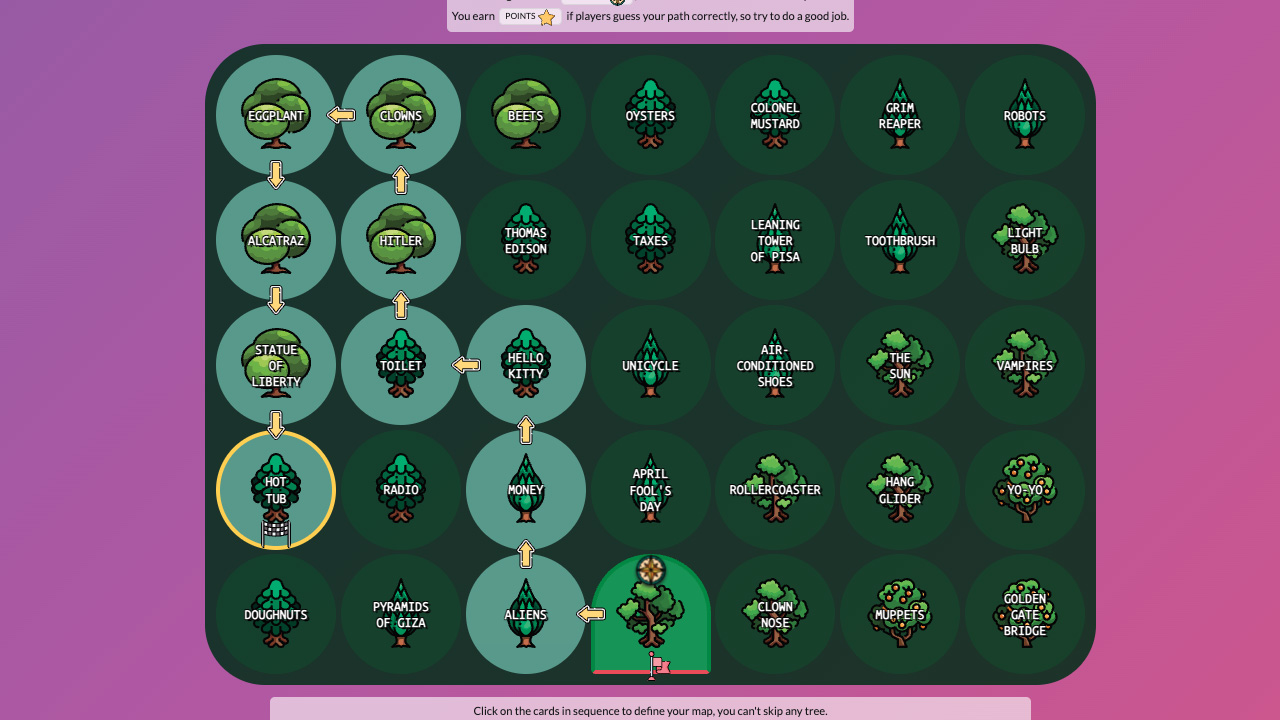 You earn POINTS if players guess your path correctly, so try to do a good job.
EGGPLANT
CLOWNS
BEETS
OYSTERS
COLONEL
MUSTARD
GRIM
REAPER
ROBOTS
ALCATRAZ
HITLER
THOMAS
EDISON
TAXES
LEANING
TOWER
OF PISA
TOOTHBRUSH
LIGHT
BULB
STATUE
OF
LIBERTY
TOILET
HELLO
KITTY
UNICYCLE
AIR-
CONDITIONED
SHOES
THE
SUN
VAMPIRES
HOT
TUB
RADIO
MONEY
APRIL
FOOL'S
DAY
ROLLERCOASTER
HANG
GLIDER
YO-YO
DOUGHNUTS
PYRAMIDS
OF GIZA
ALIENS
CLOWN
NOSE
MUPPETS
GOLDEN
GATE
BRIDGE
Click on the cards in sequence to define your map, you can't skip any tree.